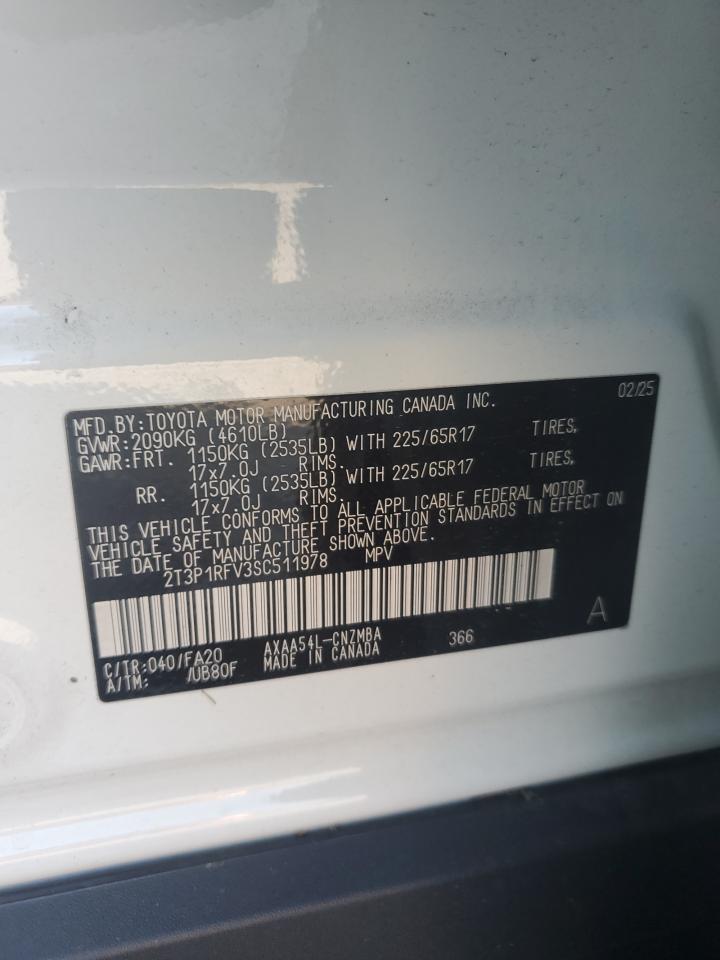 02/25
MFD.BY:TOYOTA MOTOR MANUFACTURING CANADA INC.
GVWR:2090KG (4610LB)
GAWR:FRT. 1150KG (2535LB) WITH 225/65R17 TIRES,
17x7.0J RIMS.
RR. 1150KG (2535LB) WITH 225/65R17 TIRES,
17x7.0J RIMS.
THIS VEHICLE CONFORMS TO ALL APPLICABLE FEDERAL MOTOR
VEHICLE SAFETY AND THEFT PREVENTION STANDARDS IN EFFECT ON
THE DATE OF MANUFACTURE SHOWN ABOVE.
2T3P1RFV3SC511978 MPV
A
C/TR:040/FA20 AXAA54L-CNZMBA 366
A/TM: /UB80F MADE IN CANADA